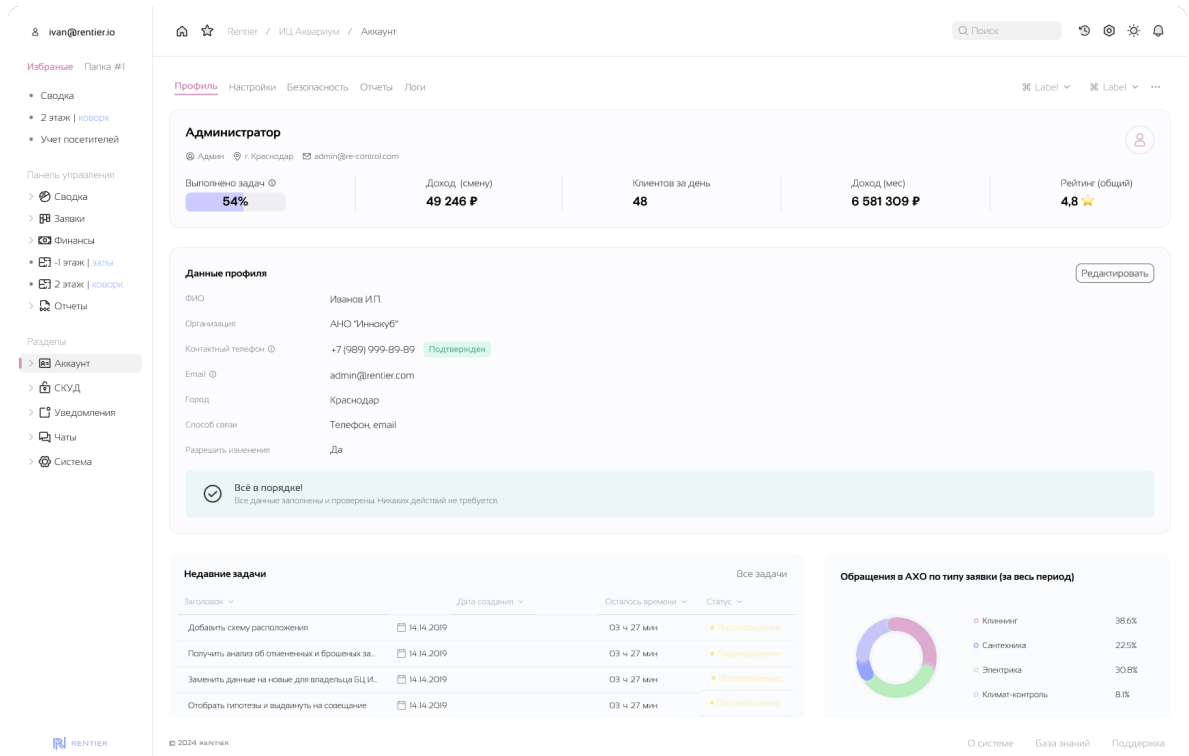 ivan@rentier.io
Rentier / ИЦ Аквариум / Аккаунт
Поиск
Избраные Папка #1
Сводка
2 этаж | коворк
Учет посетителей
Панель управления
Сводка
Заявки
Финансы
-1 этаж | залы
2 этаж | коворк
Отчеты
Разделы
Аккаунт
СКУД
Уведомления
Чаты
Система
RENTIER
Профиль Настройки Безопасность Отчеты Логи
Label Label
Администратор
Админ г. Краснодар admin@re-control.com
Выполнено задач Доход (смену) Клиентов за день Доход (мес) Рейтинг (общий)
54% 49 246 ₽ 48 6 581 309 ₽ 4,8
Данные профиля Редактировать
ФИО Иванов И.П.
Организация АНО "Иннокуб"
Контактный телефон +7 (989) 999-89-89 Подтвержден
Email admin@rentier.com
Город Краснодар
Способ связи Телефон, email
Разрешить изменения Да
Всё в порядке!
Все данные заполнены и проверены. Никаких действий не требуется.
Недавние задачи Все задачи
Заголовок Дата создания Осталось времени Статус
Добавить схему расположения 14.14.2019 03 ч 27 мин Подтверждение
Получить анализ об отмененных и брошеных за... 14.14.2019 03 ч 27 мин Подтверждение
Заменить данные на новые для владельца БЦ И... 14.14.2019 03 ч 27 мин Подтверждение
Отобрать гипотезы и выдвинуть на совещание 14.14.2019 03 ч 27 мин Подтверждение
Обращения в АХО по типу заявки (за весь период)
Клиннинг 38.6%
Сантехника 22.5%
Электрика 30.8%
Климат-контроль 8.1%
© 2024 RENTIER
О системе База знаний Поддержка